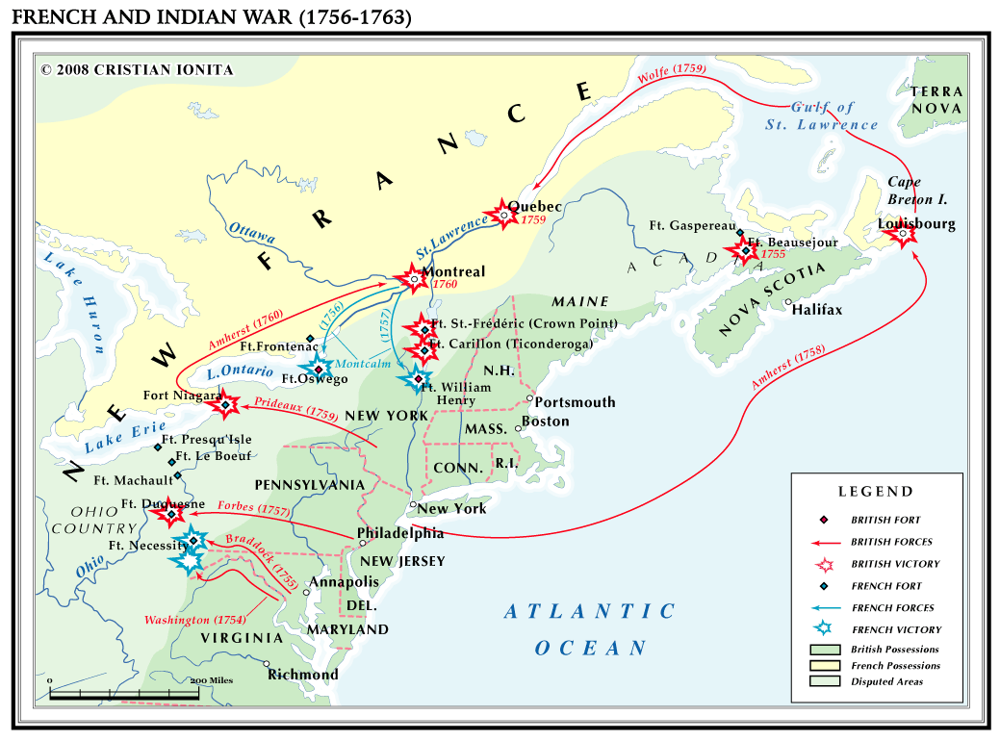 FRENCH AND INDIAN WAR (1756-1763)
© 2008 CRISTIAN IONITA
NEW FRANCE
Wolfe (1759)
Gulf of
St. Lawrence
TERRA
NOVA
Cape
Breton I.
Louisbourg
Quebec
1759
St. Lawrence
Ottawa
Ft. Gaspereau
Ft. Beausejour
1755
ACADIA
NOVA SCOTIA
Halifax
Lake Huron
Montreal
1760
MAINE
Amherst (1760)
(1756)
(1757)
Montcalm
Ft. St.-Frédéric (Crown Point)
Ft. Carillon (Ticonderoga)
Ft.Frontenac
L.Ontario
Ft.Oswego
Ft. William
Henry
N.H.
Amherst (1758)
Fort Niagara
Prideaux (1759)
NEW YORK
Portsmouth
Boston
MASS.
Lake Erie
Ft. Presqu'Isle
Ft. Le Boeuf
Ft. Machault
CONN.
R.I.
PENNSYLVANIA
New York
OHIO
COUNTRY
Ft. Duquesne
Forbes (1757)
Philadelphia
Ft. Necessity
Braddock (1755)
NEW JERSEY
Ohio
Annapolis
DEL.
MARYLAND
Washington (1754)
VIRGINIA
Richmond
ATLANTIC
OCEAN
0
200 Miles
LEGEND
BRITISH FORT
BRITISH FORCES
BRITISH VICTORY
FRENCH FORT
FRENCH FORCES
FRENCH VICTORY
British Possessions
French Possessions
Disputed Areas